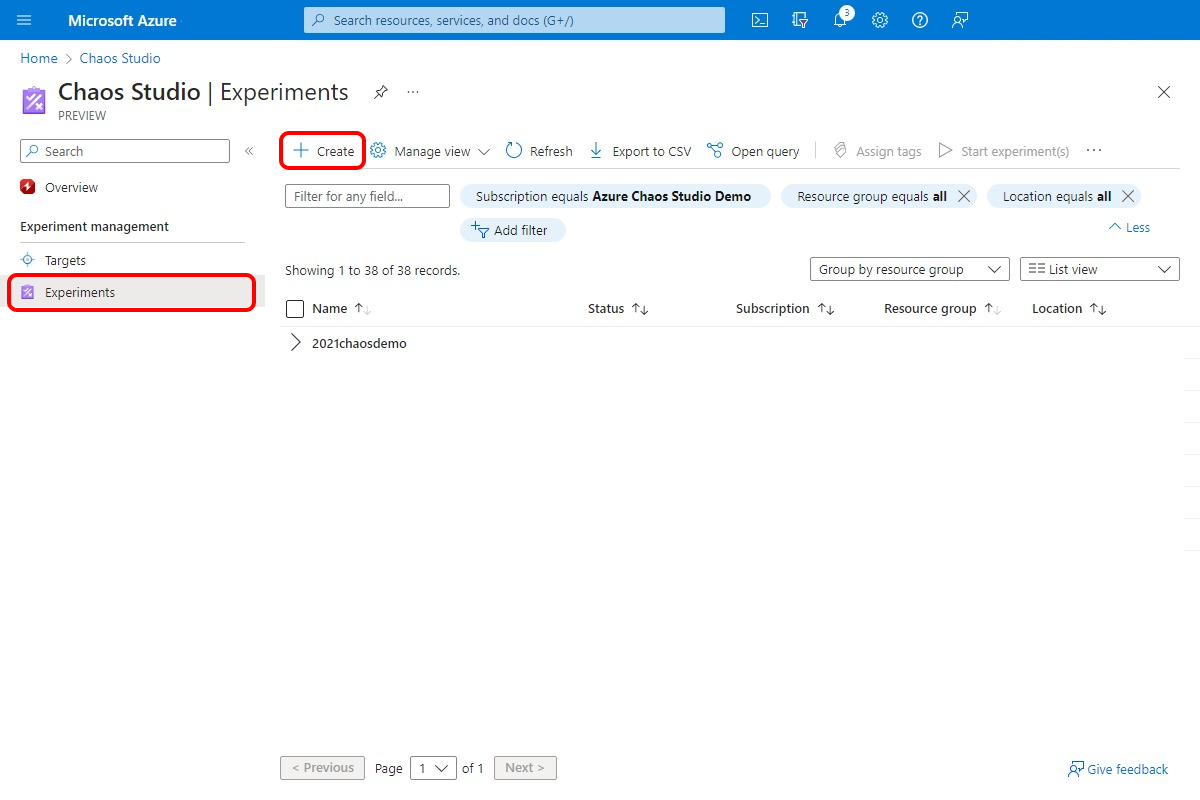 Microsoft Azure
Search resources, services, and docs (G+/)
3
Home > Chaos Studio
Chaos Studio | Experiments
PREVIEW
Search
«
Overview
Experiment management
Targets
Experiments
Create
Manage view
Refresh
Export to CSV
Open query
Assign tags
Start experiment(s)
Filter for any field...
Subscription equals Azure Chaos Studio Demo
Resource group equals all
Location equals all
Add filter
Less
Showing 1 to 38 of 38 records.
Group by resource group
List view
Name
Status
Subscription
Resource group
Location
2021chaosdemo
< Previous
Page 1 of 1
Next >
Give feedback